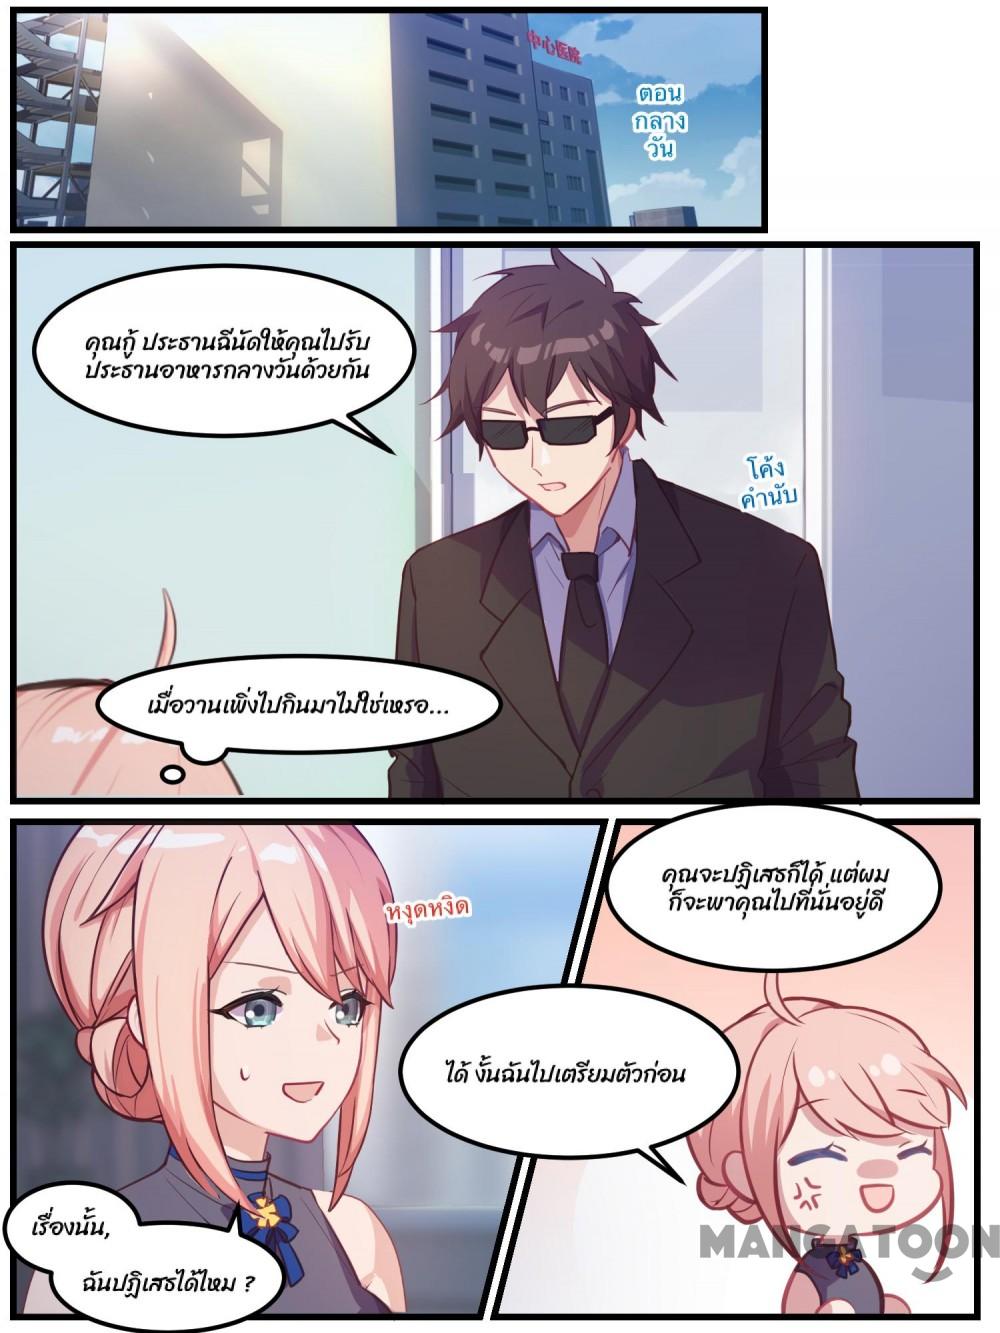 中心医院
ตอน
กลาง
วัน
คุณกู้ ประธานฉีนัดให้คุณไปรับ
ประธานอาหารกลางวันด้วยกัน
โค้ง
คำนับ
เมื่อวานเพิ่งไปกินมาไม่ใช่เหรอ...
หงุดหงิด
เรื่องนั้น,
ฉันปฏิเสธได้ไหม ?
คุณจะปฏิเสธก็ได้ แต่ผม
ก็จะพาคุณไปที่นั่นอยู่ดี
ได้ งั้นฉันไปเตรียมตัวก่อน
MANGATOON